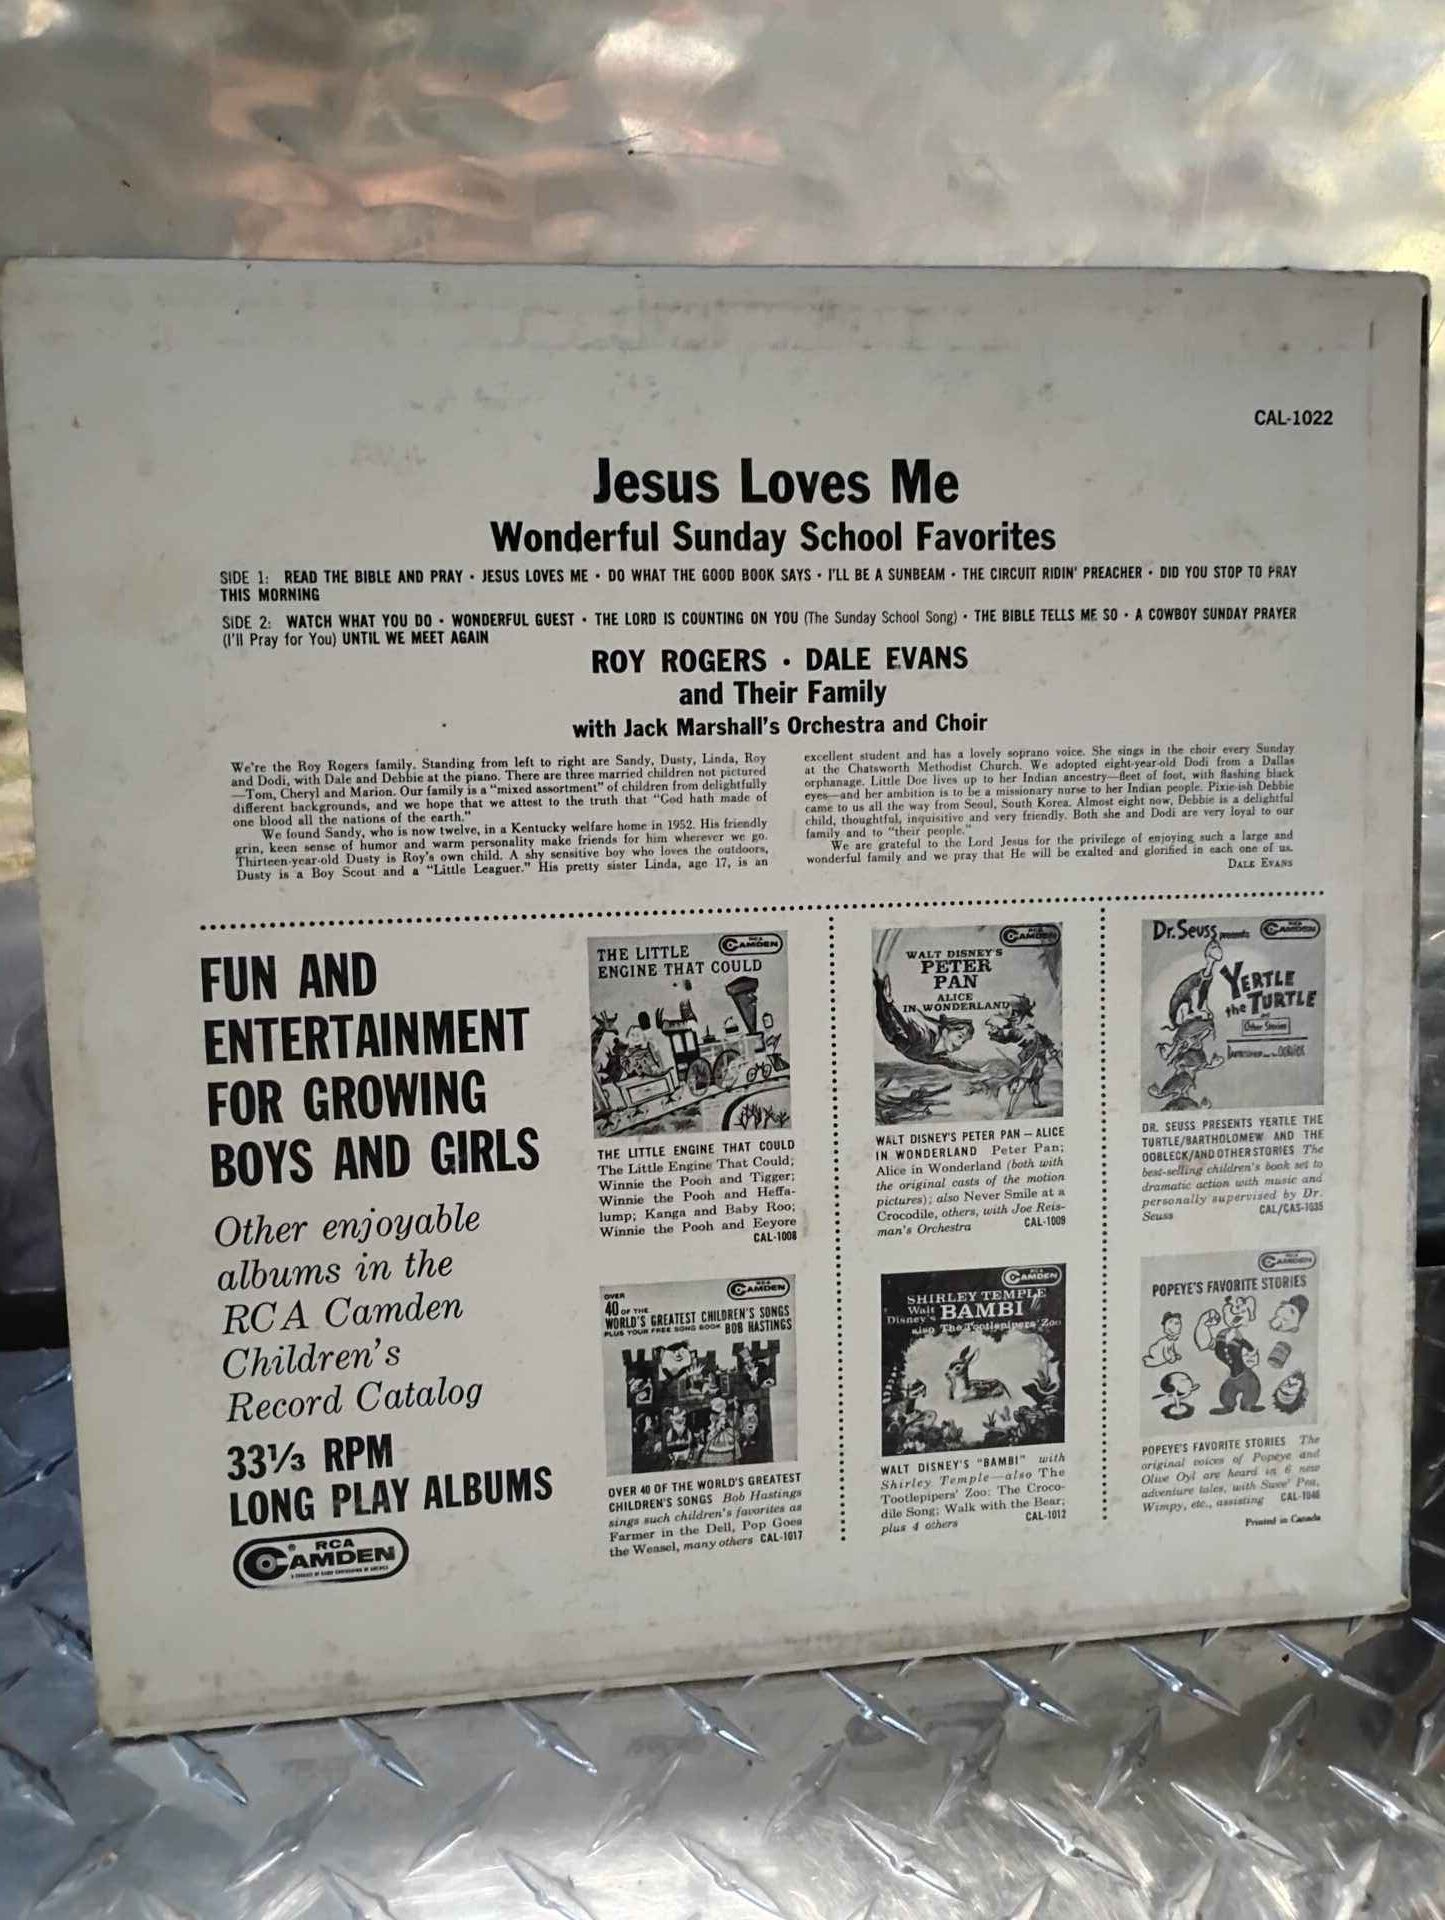 CAL-1022
Jesus Loves Me
Wonderful Sunday School Favorites
SIDE 1: READ THE BIBLE AND PRAY • JESUS LOVES ME • DO WHAT THE GOOD BOOK SAYS • I'LL BE A SUNBEAM • THE CIRCUIT RIDIN' PREACHER • DID YOU STOP TO PRAY
THIS MORNING
SIDE 2: WATCH WHAT YOU DO • WONDERFUL GUEST • THE LORD IS COUNTING ON YOU (The Sunday School Song) • THE BIBLE TELLS ME SO • A COWBOY SUNDAY PRAYER
(I'll Pray for You) UNTIL WE MEET AGAIN
ROY ROGERS • DALE EVANS
and Their Family
with Jack Marshall's Orchestra and Choir
We're the Roy Rogers family. Standing from left to right are Sandy, Dusty, Linda, Roy
and Dodi, with Dale and Debbie at the piano. There are three married children not pictured
—Tom, Cheryl and Marion. Our family is a "mixed assortment" of children from delightfully
different backgrounds, and we hope that we attest to the truth that "God hath made of
one blood all the nations of the earth."
We found Sandy, who is now twelve, in a Kentucky welfare home in 1952. His friendly
grin, keen sense of humor and warm personality make friends for him wherever we go.
Thirteen-year-old Dusty is Roy's own child. A shy sensitive boy who loves the outdoors,
Dusty is a Boy Scout and a "Little Leaguer." His pretty sister Linda, age 17, is an
excellent student and has a lovely soprano voice. She sings in the choir every Sunday
at the Chatsworth Methodist Church. We adopted eight-year-old Dodi from a Dallas
orphanage. Little Doe lives up to her Indian ancestry—fleet of foot, with flashing black
eyes—and her ambition is to be a missionary nurse to her Indian people. Pixie-ish Debbie
came to us all the way from Seoul, South Korea. Almost eight now, Debbie is a delightful
child, thoughtful, inquisitive and very friendly. Both she and Dodi are very loyal to our
family and to "their people."
We are grateful to the Lord Jesus for the privilege of enjoying such a large and
wonderful family and we pray that He will be exalted and glorified in each one of us.
DALE EVANS
FUN AND
ENTERTAINMENT
FOR GROWING
BOYS AND GIRLS
Other enjoyable
albums in the
RCA Camden
Children's
Record Catalog
33⅓ RPM
LONG PLAY ALBUMS
RCA
CAMDEN
THE LITTLE
ENGINE THAT COULD
RCA
CAMDEN
THE LITTLE ENGINE THAT COULD
The Little Engine That Could;
Winnie the Pooh and Tigger;
Winnie the Pooh and Heffa-
lump; Kanga and Baby Roo;
Winnie the Pooh and Eeyore
CAL-1008
RCA
CAMDEN
WALT DISNEY'S
PETER
PAN
ALICE
IN WONDERLAND
WALT DISNEY'S PETER PAN – ALICE
IN WONDERLAND Peter Pan;
Alice in Wonderland (both with
the original casts of the motion
pictures); also Never Smile at a
Crocodile, others, with Joe Reis-
man's Orchestra CAL-1009
Dr. Seuss presents
RCA
CAMDEN
YERTLE
the TURTLE
and
Other Stories
DR. SEUSS PRESENTS YERTLE THE
TURTLE/BARTHOLOMEW AND THE
OOBLECK/AND OTHER STORIES The
best-selling children's book set to
dramatic action with music and
personally supervised by Dr.
Seuss CAL/CAS-1035
RCA
CAMDEN
OVER
40 OF THE
WORLD'S GREATEST CHILDREN'S SONGS
PLUS YOUR FREE SONG BOOK BOB HASTINGS
OVER 40 OF THE WORLD'S GREATEST
CHILDREN'S SONGS Bob Hastings
sings such children's favorites as
Farmer in the Dell, Pop Goes
the Weasel, many others CAL-1017
RCA
CAMDEN
SHIRLEY TEMPLE
Walt
Disney's BAMBI
also The Tootlepipers' Zoo
WALT DISNEY'S "BAMBI" with
Shirley Temple—also The
Tootlepipers' Zoo: The Croco-
dile Song; Walk with the Bear;
plus 4 others CAL-1012
RCA
CAMDEN
POPEYE'S FAVORITE STORIES
POPEYE'S FAVORITE STORIES The
original voices of Popeye and
Olive Oyl are heard in 6 new
adventure tales, with Swee' Pea,
Wimpy, etc., assisting CAL-1046
Printed in Canada